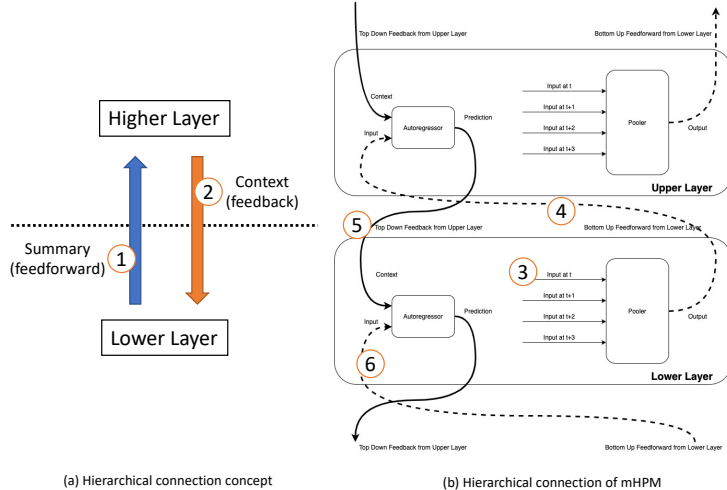 Higher Layer
2
Context
(feedback)
Summary
(feedforward)
1
Lower Layer
(a) Hierarchical connection concept
Top Down Feedback from Upper Layer
Bottom Up Feedforward from Lower Layer
Context
Input
Autoregressor
Prediction
Input at t
Input at t+1
Input at t+2
Input at t+3
Pooler
Output
Upper Layer
4
5
Top Down Feedback from Upper Layer
Bottom Up Feedforward from Lower Layer
3
Context
Input
Autoregressor
Prediction
Input at t
Input at t+1
Input at t+2
Input at t+3
Pooler
Output
6
Lower Layer
Top Down Feedback from Upper Layer
Bottom Up Feedforward from Lower Layer
(b) Hierarchical connection of mHPM